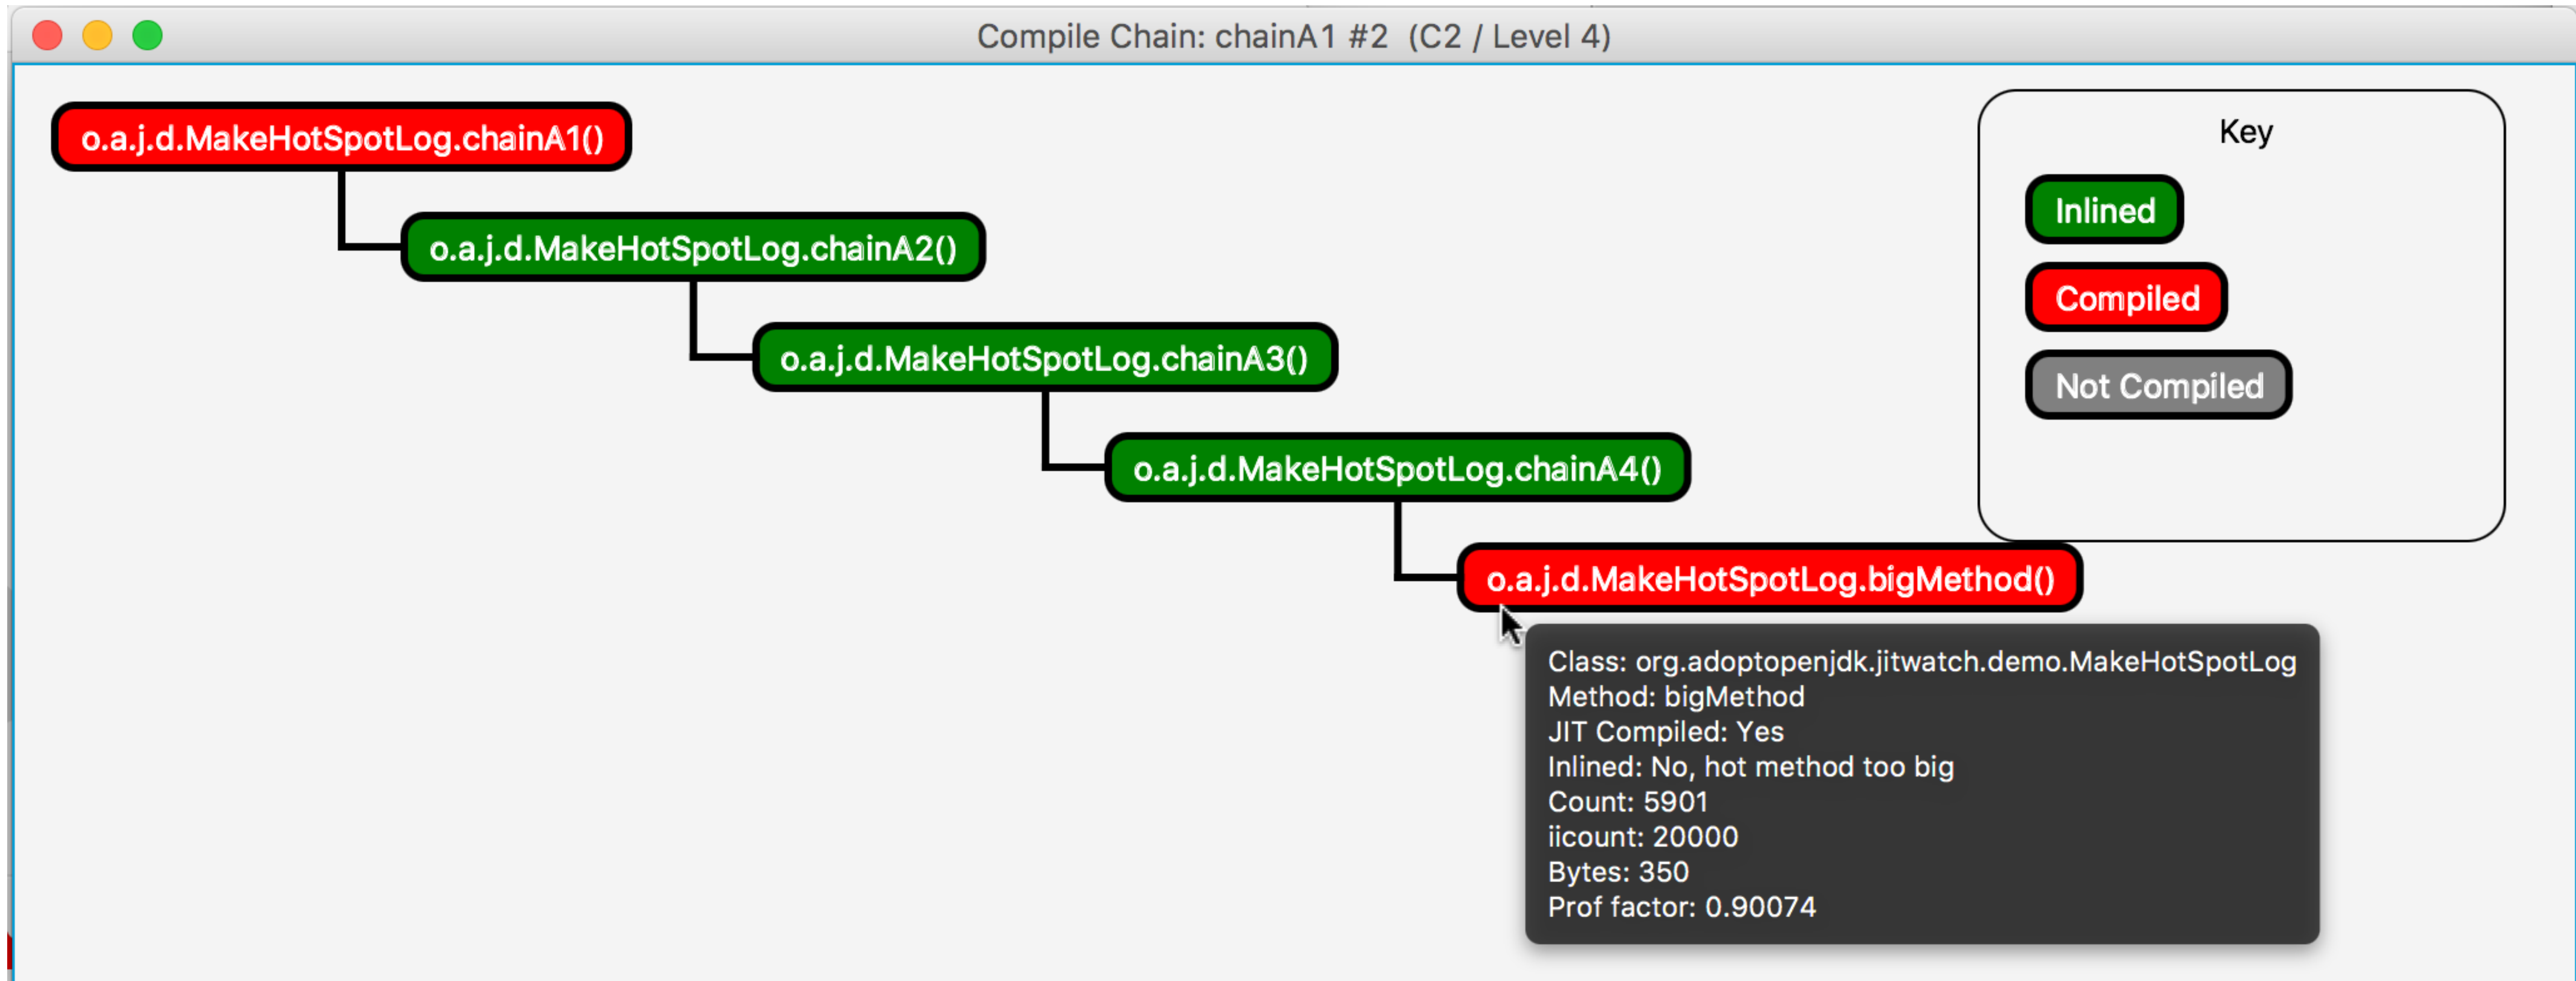 Compile Chain: chainA1 #2 (C2 / Level 4)
o.a.j.d.MakeHotSpotLog.chainA1()
o.a.j.d.MakeHotSpotLog.chainA2()
o.a.j.d.MakeHotSpotLog.chainA3()
o.a.j.d.MakeHotSpotLog.chainA4()
o.a.j.d.MakeHotSpotLog.bigMethod()
Key
Inlined
Compiled
Not Compiled
Class: org.adoptopenjdk.jitwatch.demo.MakeHotSpotLog
Method: bigMethod
JIT Compiled: Yes
Inlined: No, hot method too big
Count: 5901
iicount: 20000
Bytes: 350
Prof factor: 0.90074